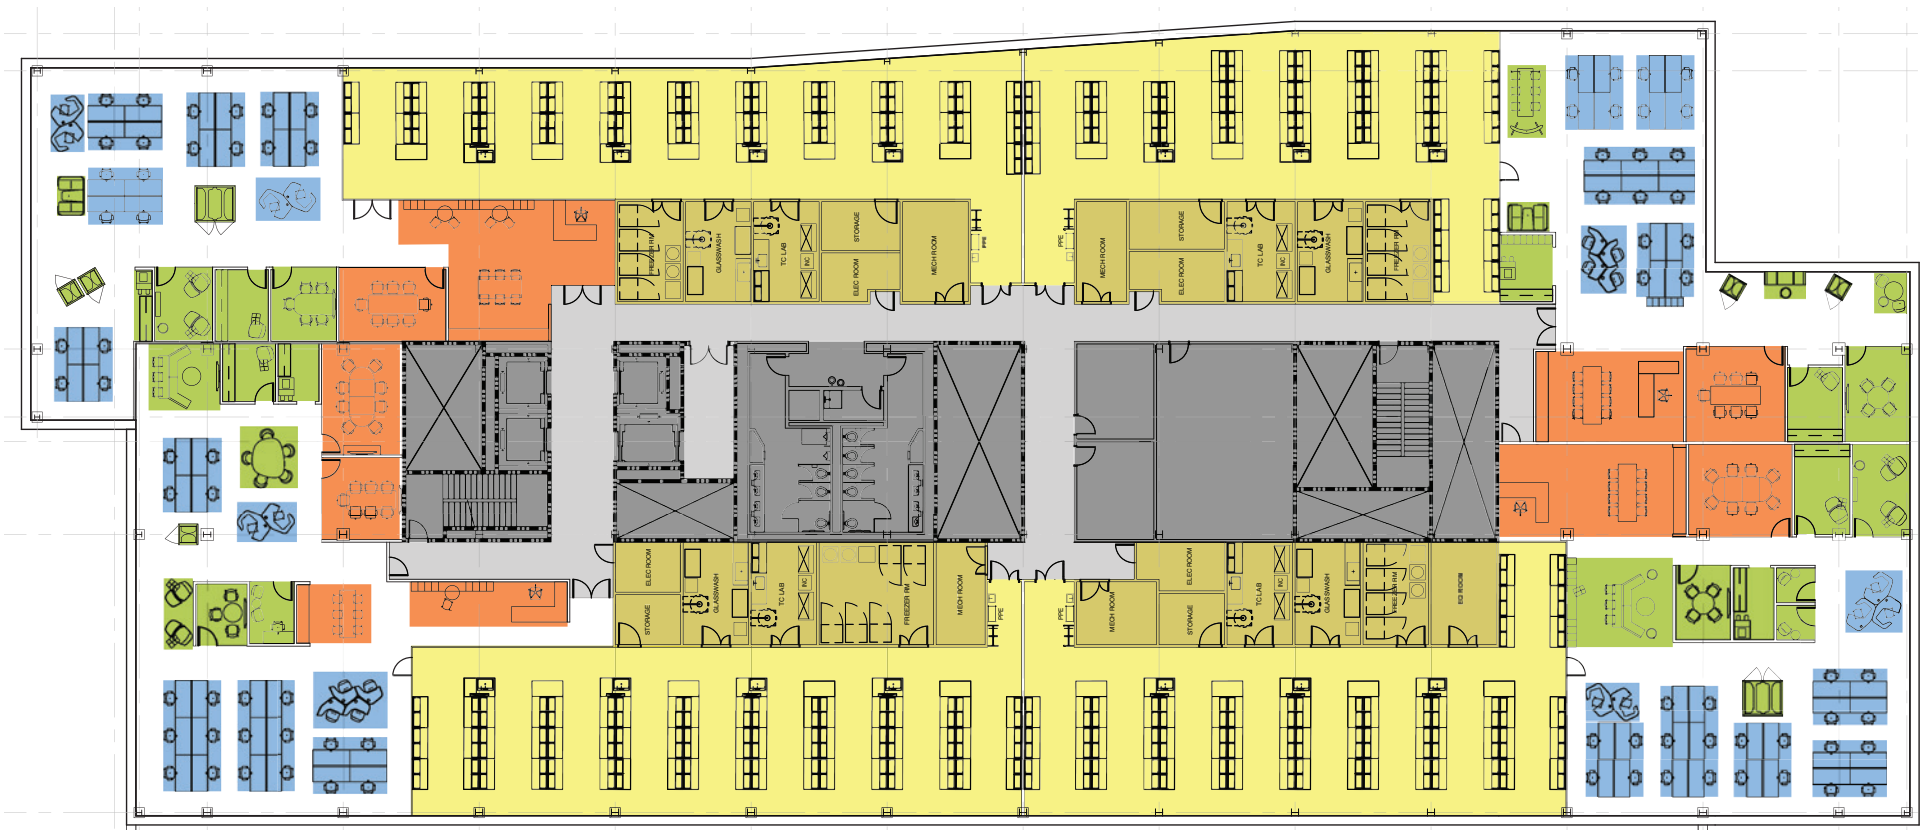 FREEZER RM
GLASSWASH
TC LAB
INC
STORAGE
ELEC ROOM
MECH ROOM
PPE
PPE
MECH ROOM
STORAGE
ELEC ROOM
TC LAB
INC
GLASSWASH
FREEZER RM
ELEC ROOM
STORAGE
GLASSWASH
TC LAB
INC
FREEZER RM
MECH ROOM
PPE
PPE
MECH ROOM
ELEC ROOM
STORAGE
TC LAB
INC
GLASSWASH
FREEZER RM
EQ ROOM